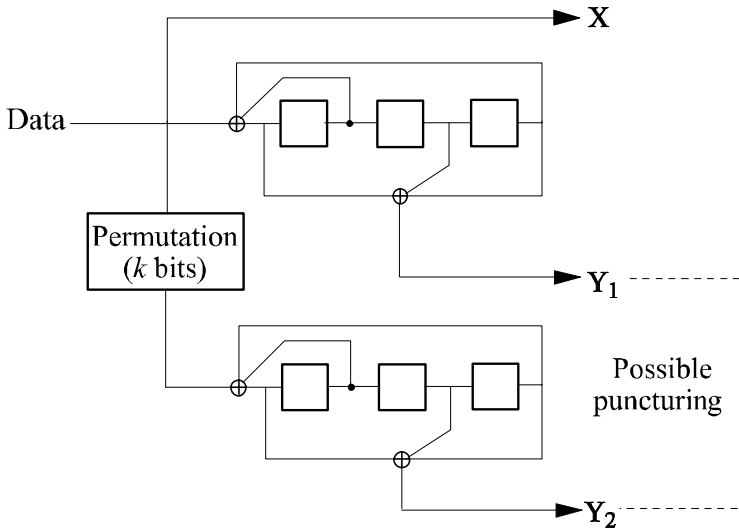 X
Data
Permutation
(k bits)
Y1
Possible
puncturing
Y2